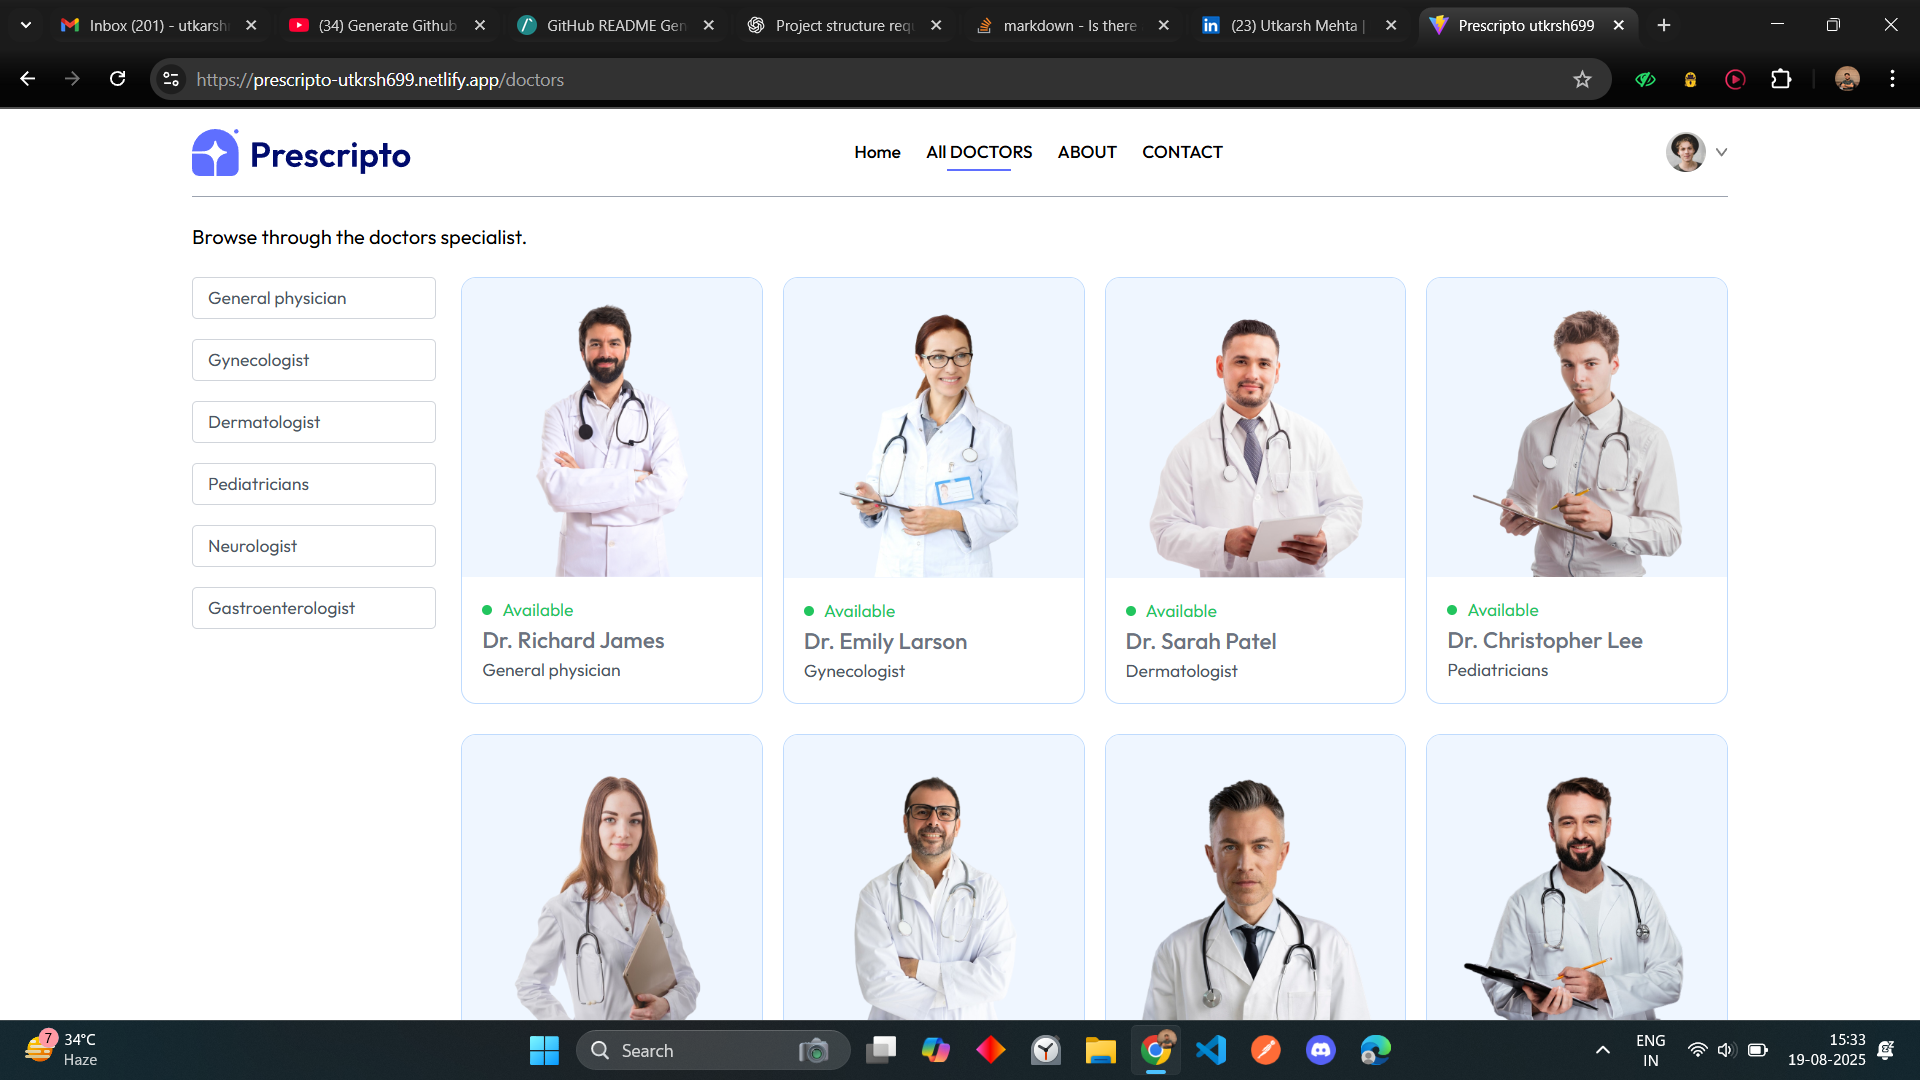 Inbox (201) - utkarshr
(34) Generate Github
GitHub README Gen
Project structure requ
markdown - Is there
(23) Utkarsh Mehta |
Prescripto utkrsh699
https://prescripto-utkrsh699.netlify.app/doctors
Prescripto
Home
All DOCTORS
ABOUT
CONTACT
Browse through the doctors specialist.
General physician
Gynecologist
Dermatologist
Pediatricians
Neurologist
Gastroenterologist
Available
Dr. Richard James
General physician
Available
Dr. Emily Larson
Gynecologist
Available
Dr. Sarah Patel
Dermatologist
Available
Dr. Christopher Lee
Pediatricians
7
34°C
Haze
Search
ENG
IN
15:33
19-08-2025